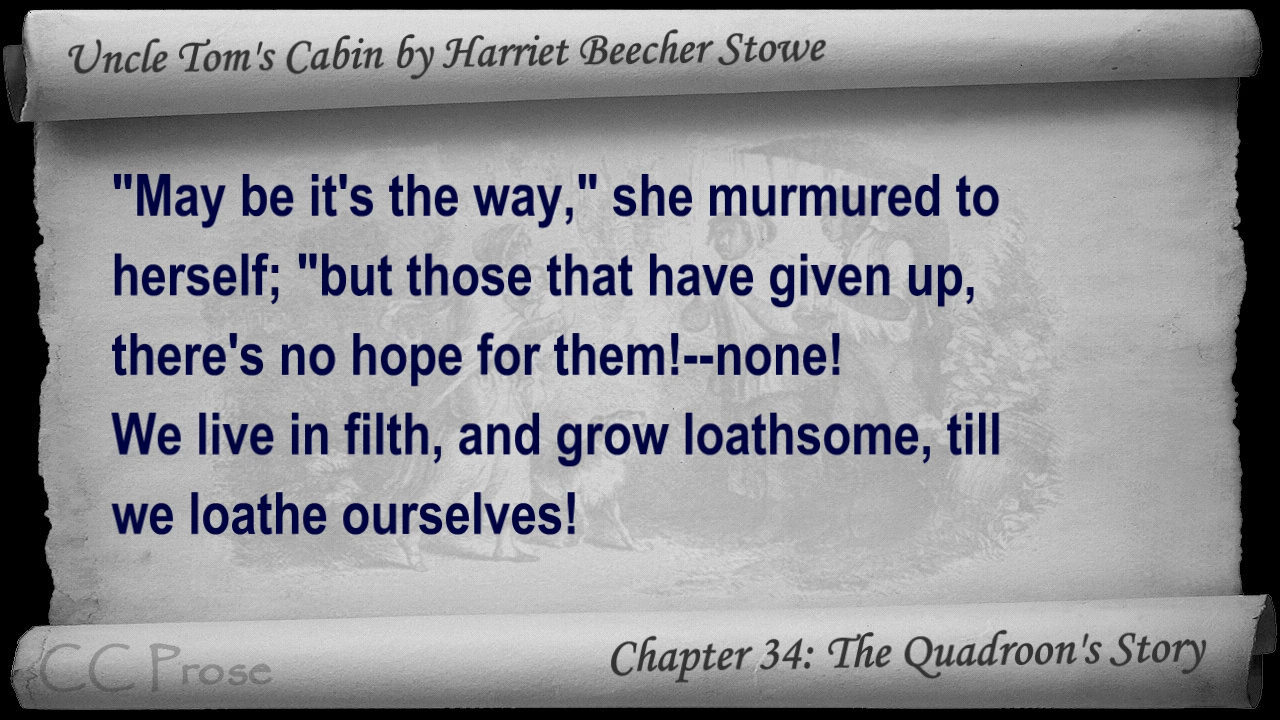 Uncle Tom's Cabin by Harriet Beecher Stowe
"May be it's the way," she murmured to
herself; "but those that have given up,
there's no hope for them!--none!
We live in filth, and grow loathsome, till
we loathe ourselves!
CC Prose
Chapter 34: The Quadroon's Story